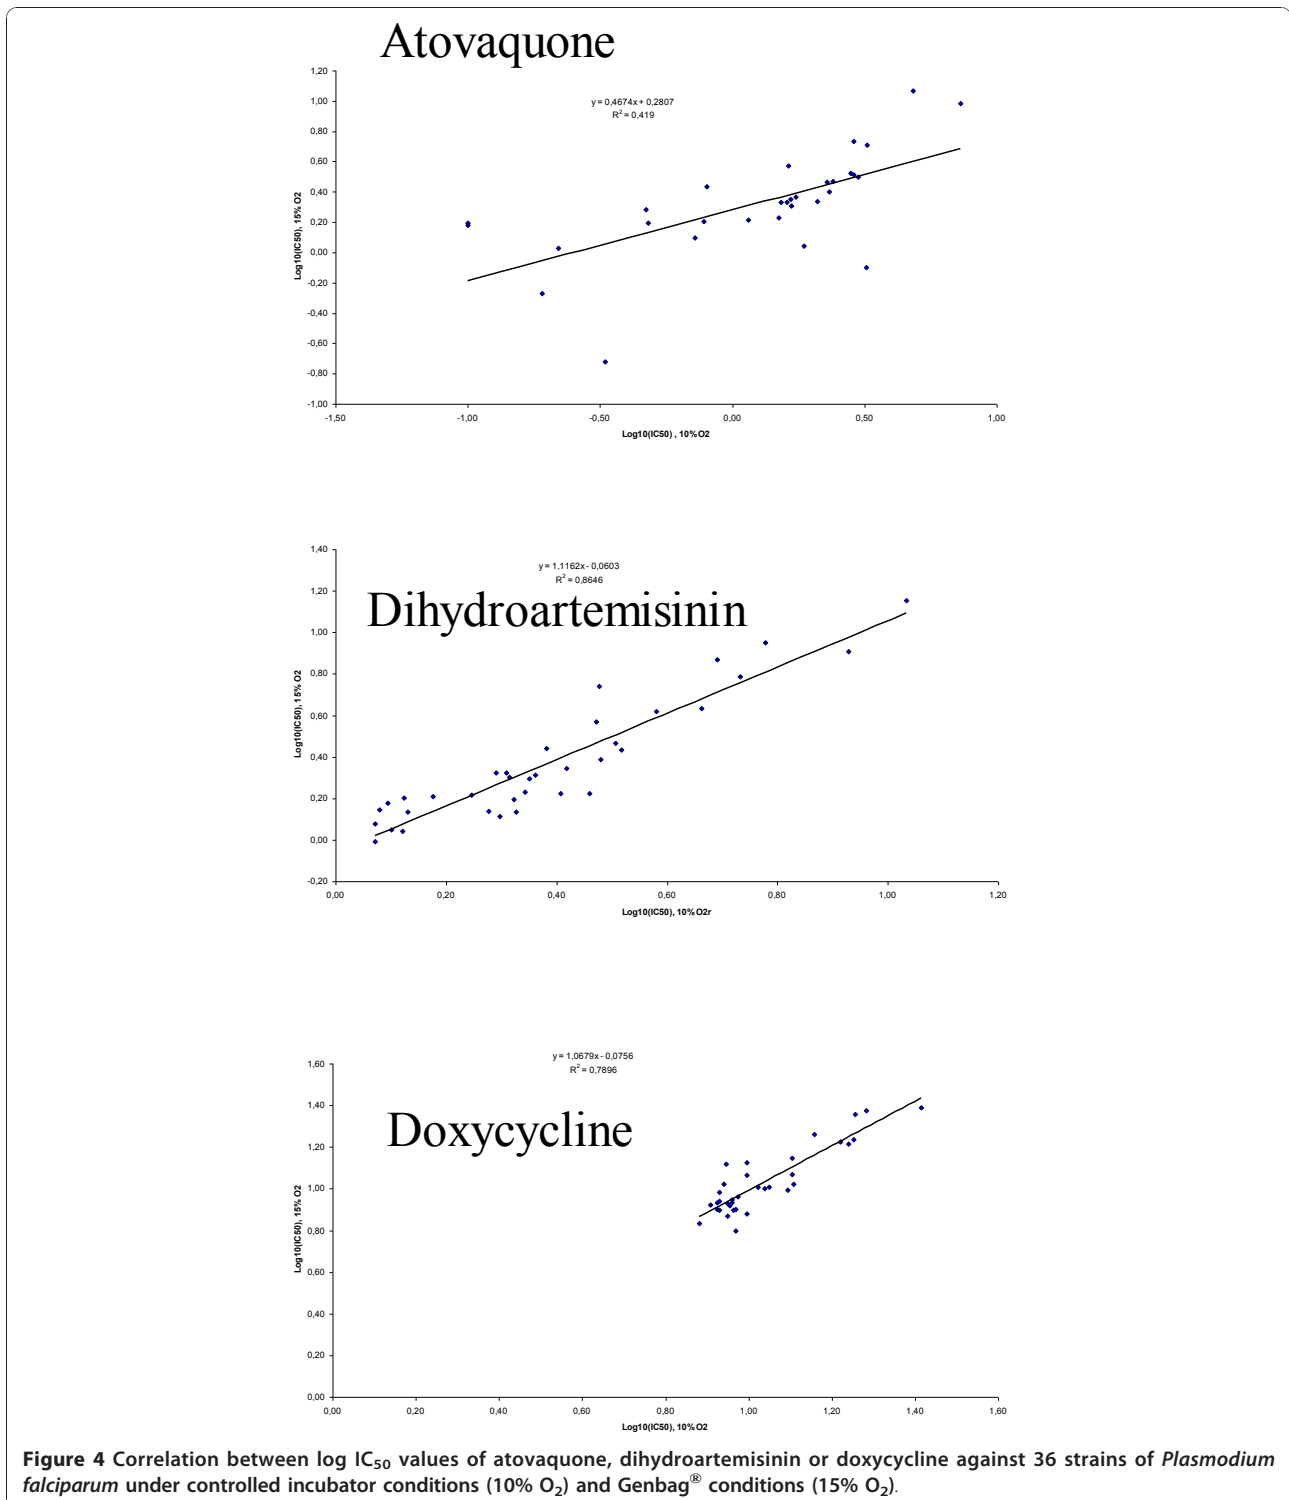 Atovaquone
1,20
1,00
0,80
0,60
0,40
0,20
0,00
-0,20
-0,40
-0,60
-0,80
-1,00
y = 0,4674x + 0,2807
R² = 0,419
Log10(IC50), 15% O2
-1,50 -1,00 -0,50 0,00 0,50 1,00
Log10(IC50) , 10%O2
1,40
1,20
1,00
0,80
0,60
0,40
0,20
0,00
-0,20
y = 1,1162x - 0,0603
R² = 0,8646
Dihydroartemisinin
Log10(IC50), 15% O2
0,00 0,20 0,40 0,60 0,80 1,00 1,20
Log10(IC50), 10%O2r
y = 1,0679x - 0,0756
R² = 0,7896
1,60
1,40
1,20
1,00
0,80
0,60
0,40
0,20
0,00
Doxycycline
Log10(IC50), 15% O2
0,00 0,20 0,40 0,60 0,80 1,00 1,20 1,40 1,60
Log10(IC50), 10%O2
Figure 4 Correlation between log IC₅₀ values of atovaquone, dihydroartemisinin or doxycycline against 36 strains of Plasmodium
falciparum under controlled incubator conditions (10% O₂) and Genbag® conditions (15% O₂).